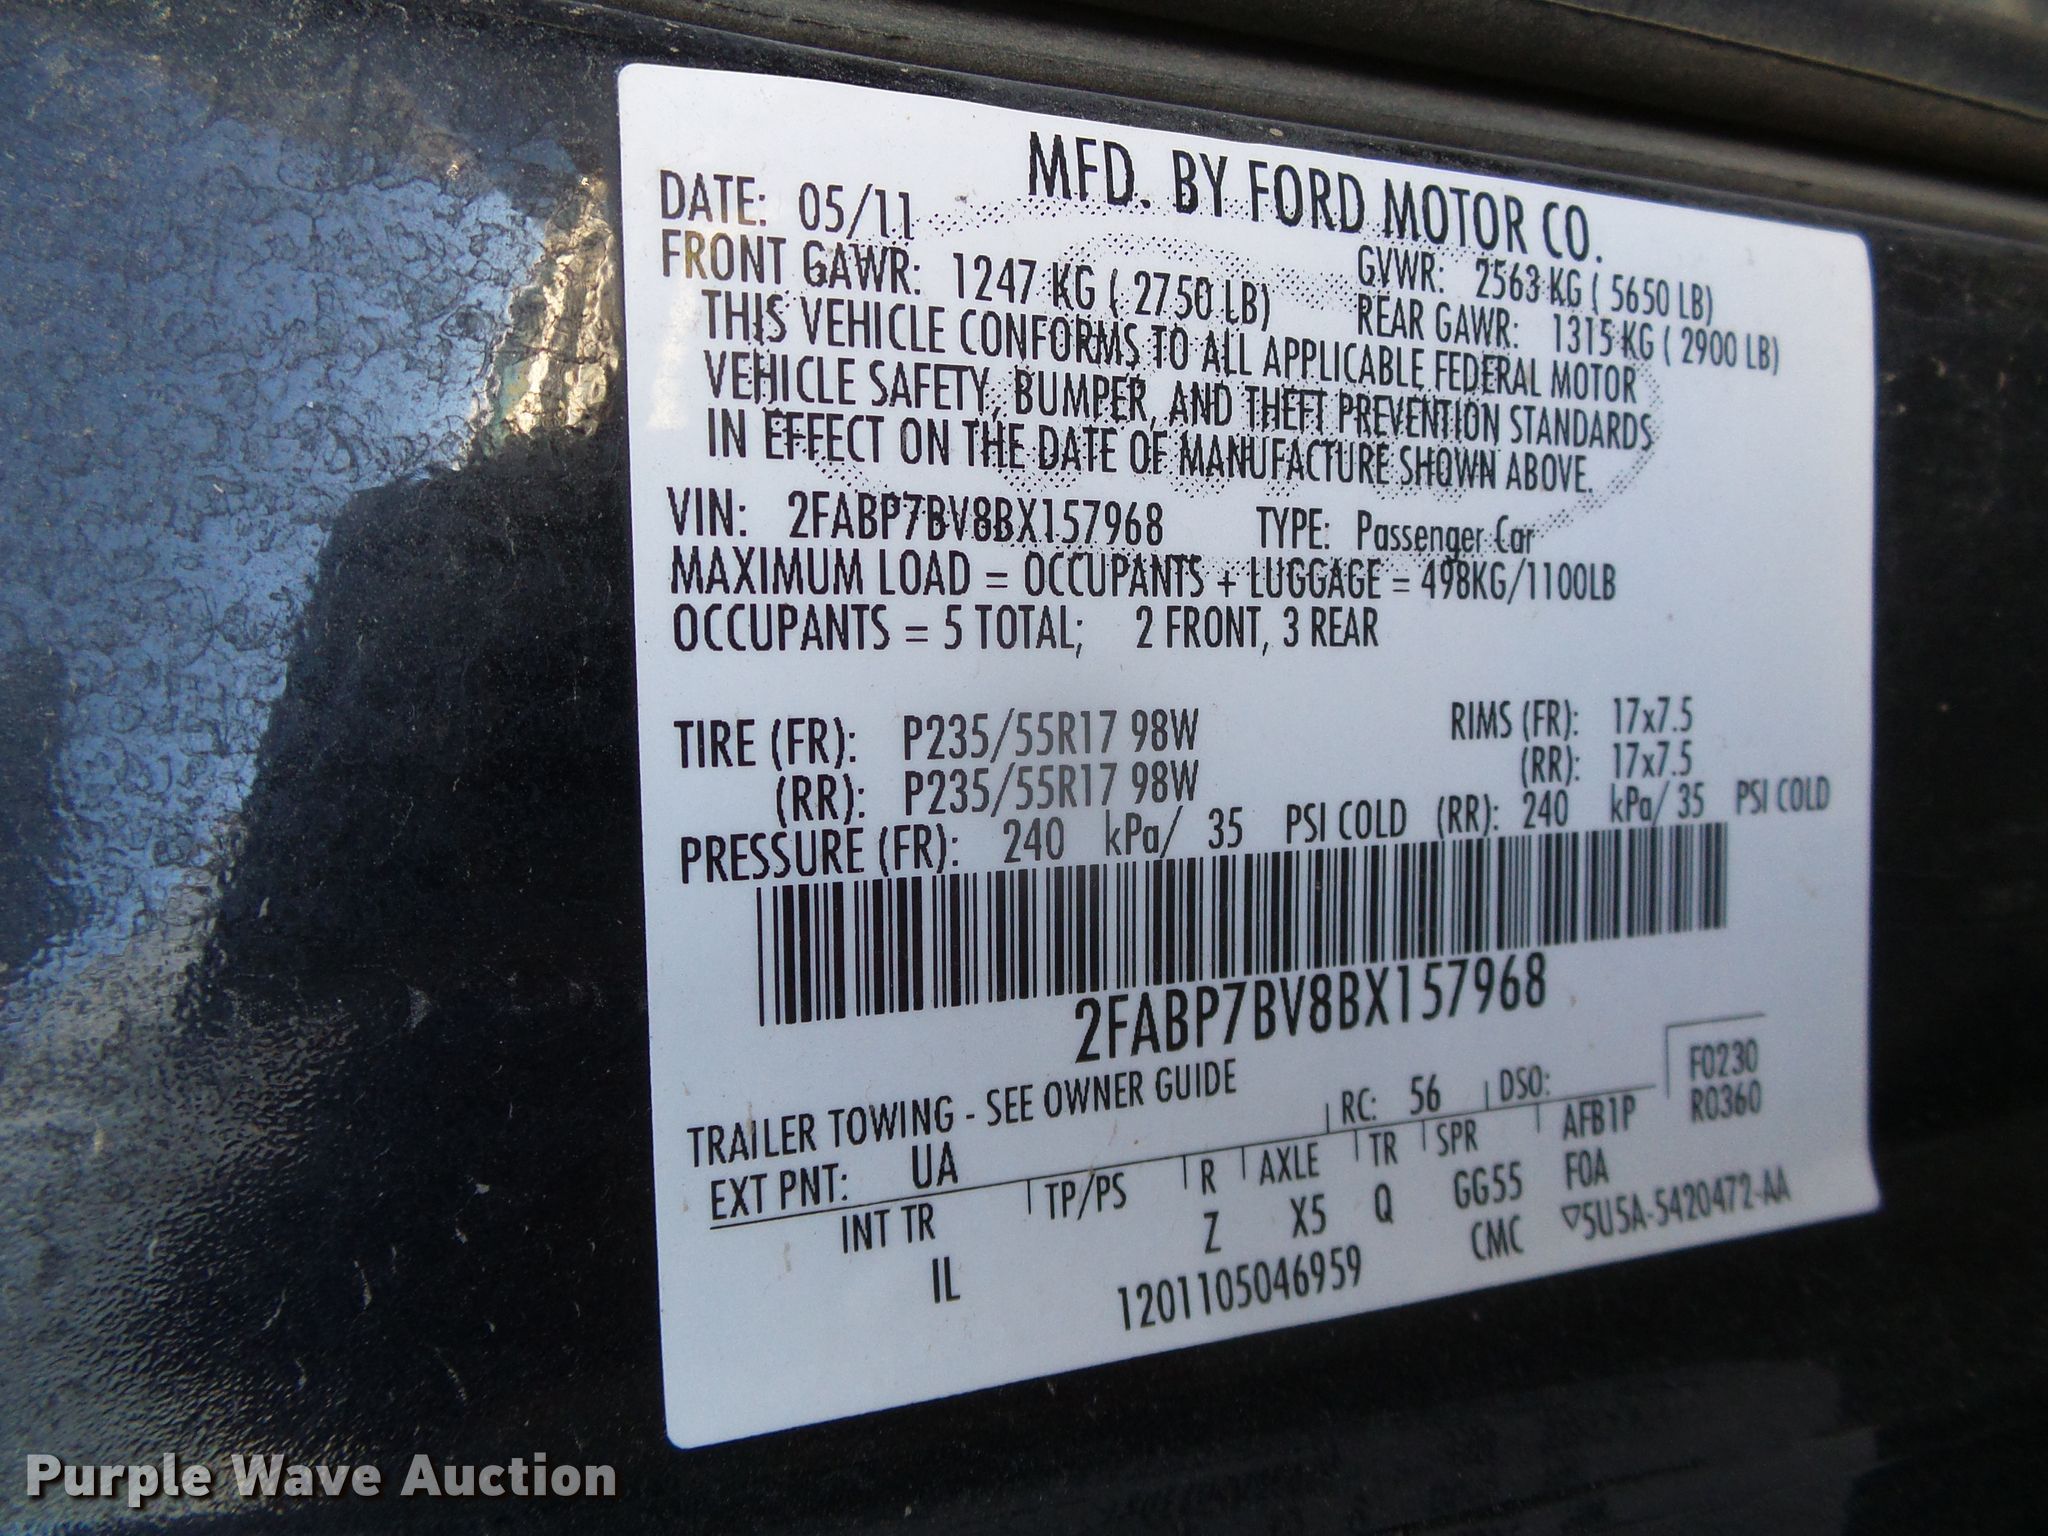 MFD. BY FORD MOTOR CO.
DATE: 05/11 GVWR: 2563 KG ( 5650 LB)
FRONT GAWR: 1247 KG ( 2750 LB) REAR GAWR: 1315 KG ( 2900 LB)
THIS VEHICLE CONFORMS TO ALL APPLICABLE FEDERAL MOTOR
VEHICLE SAFETY, BUMPER, AND THEFT PREVENTION STANDARDS
IN EFFECT ON THE DATE OF MANUFACTURE SHOWN ABOVE.
VIN: 2FABP7BV8BX157968 TYPE: Passenger Car
MAXIMUM LOAD = OCCUPANTS + LUGGAGE = 498KG/1100LB
OCCUPANTS = 5 TOTAL; 2 FRONT, 3 REAR
TIRE (FR): P235/55R17 98W RIMS (FR): 17x7.5
(RR): P235/55R17 98W (RR): 17x7.5
PRESSURE (FR): 240 kPa/ 35 PSI COLD (RR): 240 kPa/ 35 PSI COLD
2FABP7BV8BX157968
TRAILER TOWING - SEE OWNER GUIDE F0230
EXT PNT: UA RC: 56 DSO: R0360
INT TR TP/PS R AXLE TR SPR AFB1P
IL Z X5 Q GG55 FOA
1201105046959 CMC ▽5U5A-5420472-AA
Purple Wave Auction